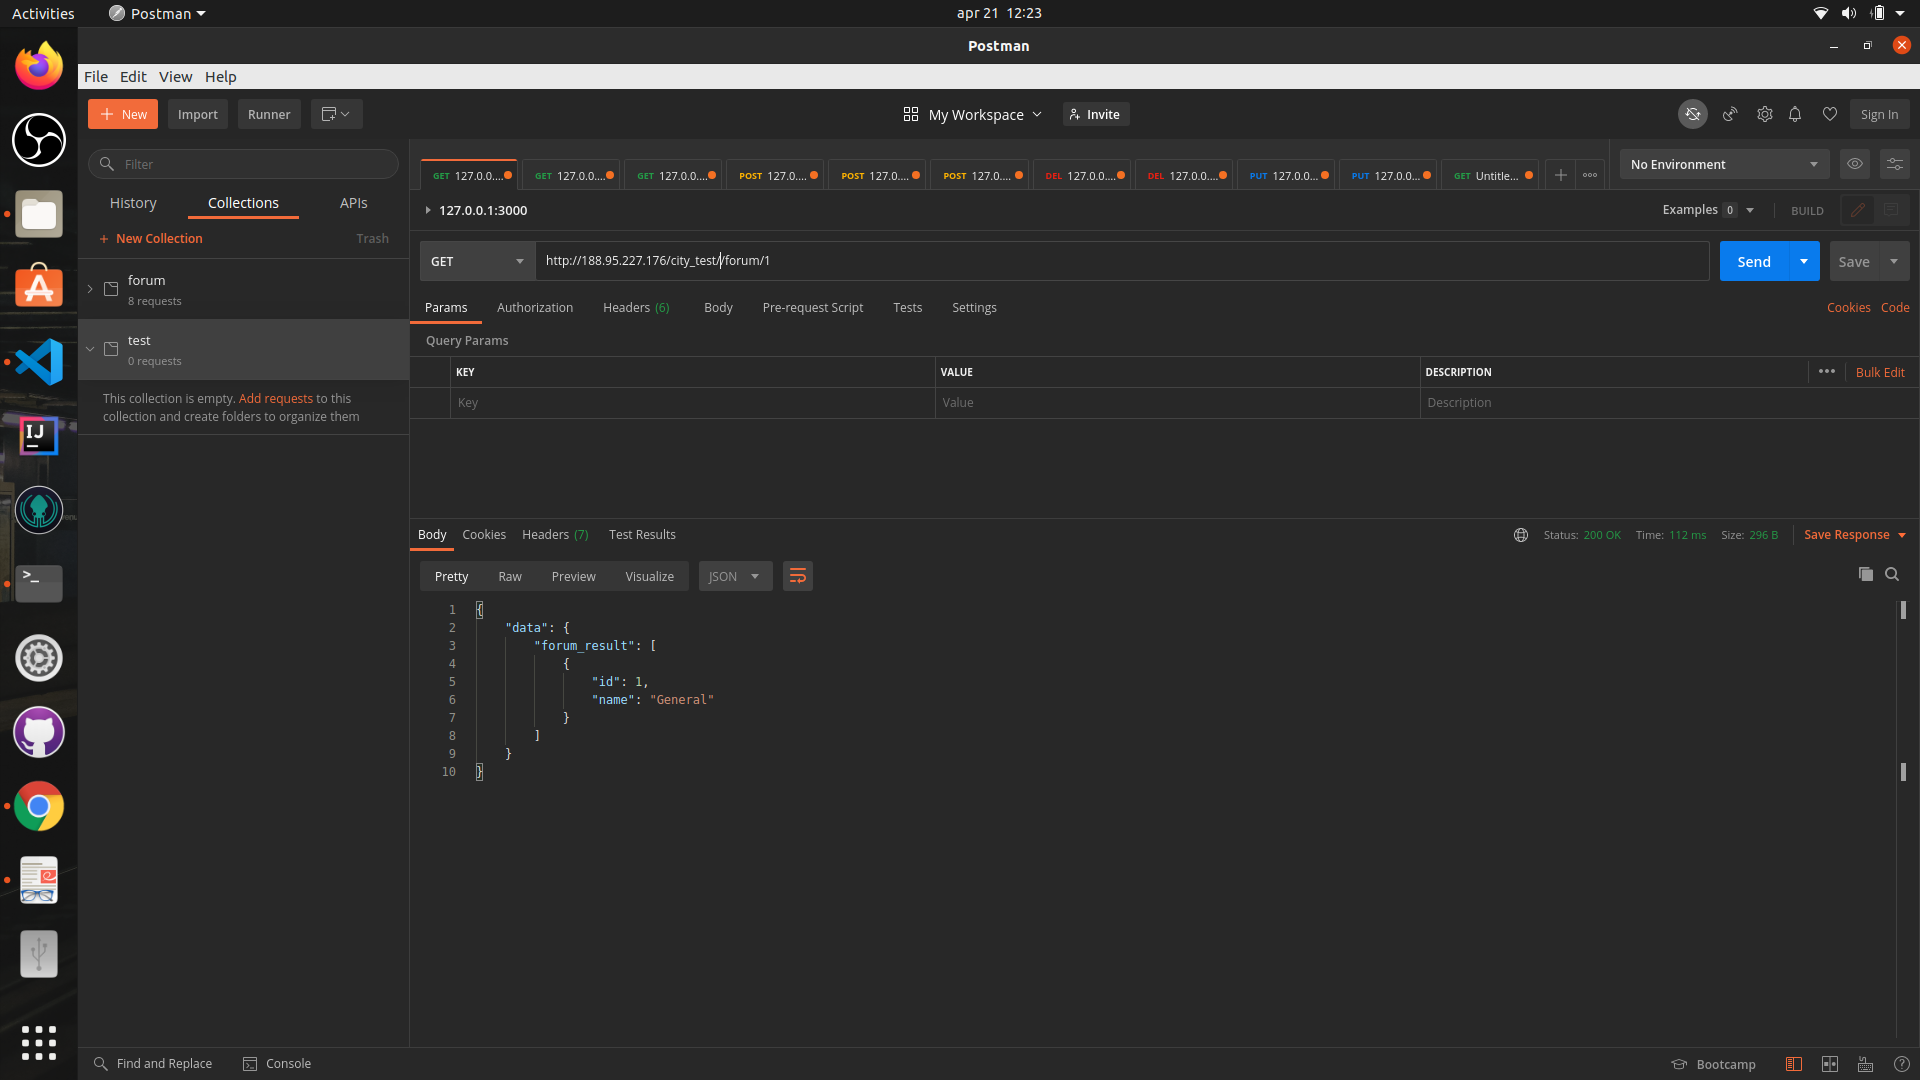 Activities Postman apr 21 12:23
Postman
File Edit View Help
+ New Import Runner My Workspace Invite Sign In
Filter
GET 127.0.0.... GET 127.0.0.... GET 127.0.0.... POST 127.0.... POST 127.0.... POST 127.0.... DEL 127.0.0.... DEL 127.0.0.... PUT 127.0.0... PUT 127.0.0... GET Untitle... No Environment
History Collections APIs
127.0.0.1:3000 Examples 0 BUILD
+ New Collection Trash
GET http://188.95.227.176/city_test//forum/1 Send Save
forum
8 requests
Params Authorization Headers (6) Body Pre-request Script Tests Settings Cookies Code
test
0 requests
Query Params
KEY VALUE DESCRIPTION Bulk Edit
Key Value Description
This collection is empty. Add requests to this
collection and create folders to organize them
Body Cookies Headers (7) Test Results Status: 200 OK Time: 112 ms Size: 296 B Save Response
Pretty Raw Preview Visualize JSON
1 {
2 "data": {
3 "forum_result": [
4 {
5 "id": 1,
6 "name": "General"
7 }
8 ]
9 }
10 }
Find and Replace Console Bootcamp
IJ
>_